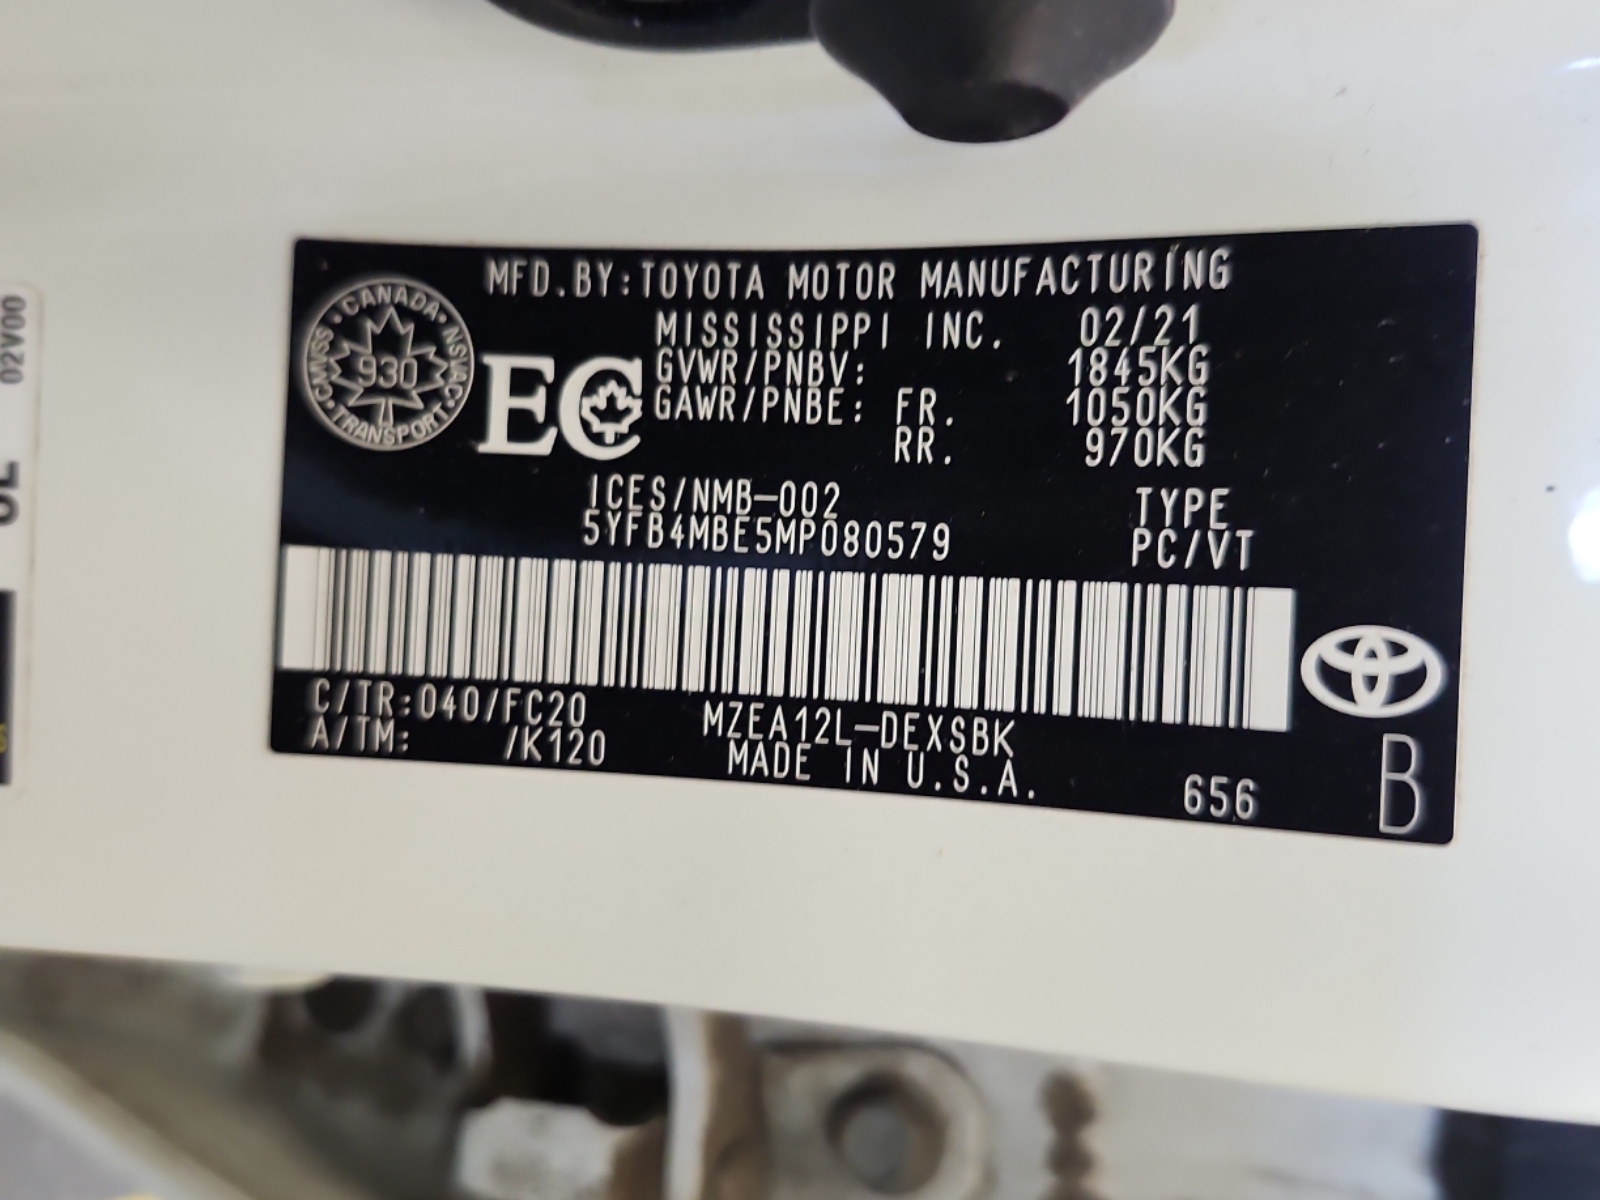 MFD.BY:TOYOTA MOTOR MANUFACTURING
MISSISSIPPI INC. 02/21
GVWR/PNBV: 1845KG
GAWR/PNBE: FR. 1050KG
RR. 970KG
CANADA
NSVAC
TRANSPORT
CMVSS
930
EC
ICES/NMB-002
TYPE
5YFB4MBE5MP080579
PC/VT
C/TR:040/FC20
A/TM: /K120
MZEA12L-DEXSBK
MADE IN U.S.A.
656
B
02V00